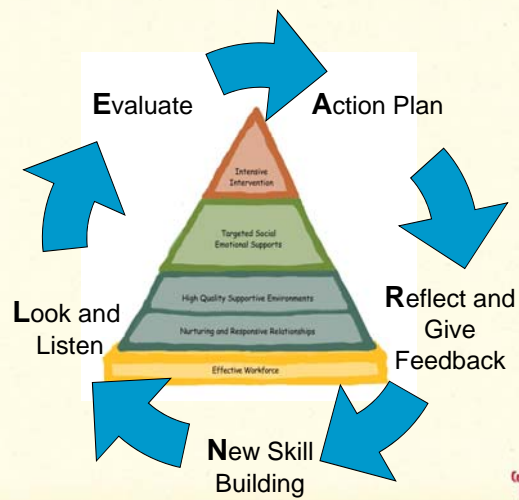 Evaluate
Action Plan
Intensive
Intervention
Targeted Social
Emotional Supports
High Quality Supportive Environments
Nurturing and Responsive Relationships
Effective Workforce
Look and
Listen
Reflect and
Give
Feedback
New Skill
Building